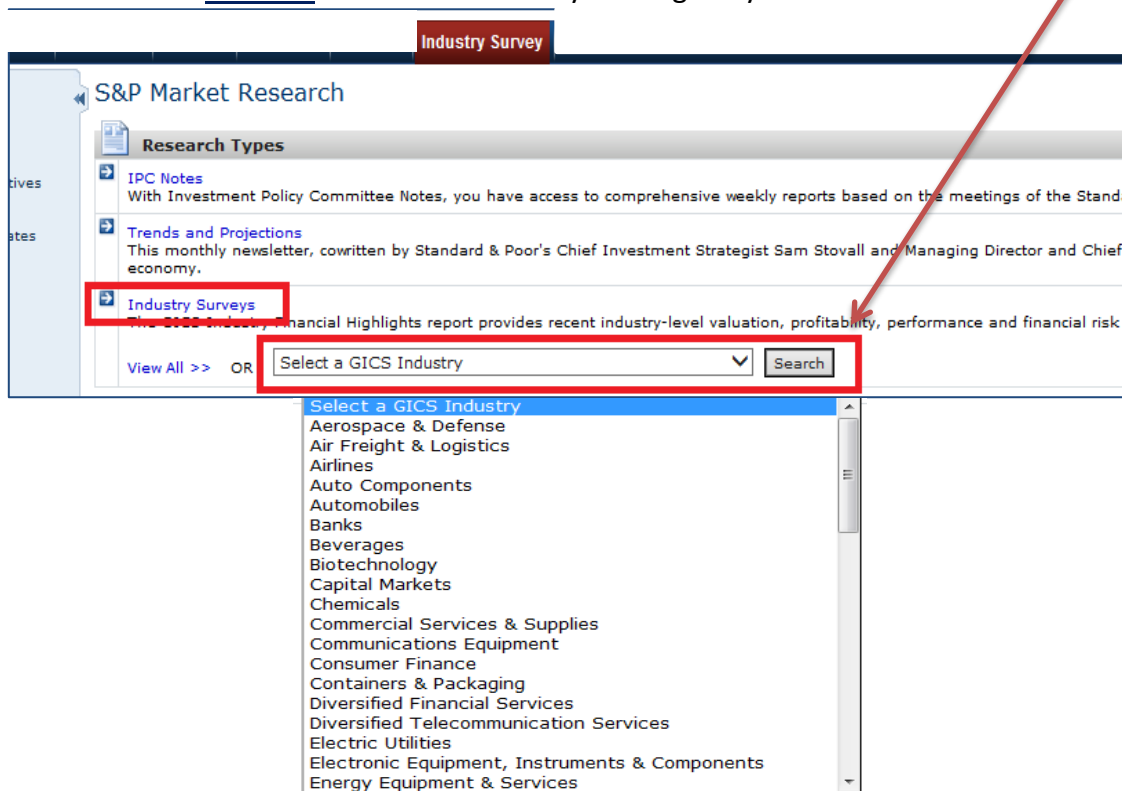 Industry Survey
S&P Market Research
Research Types
tives
IPC Notes
With Investment Policy Committee Notes, you have access to comprehensive weekly reports based on the meetings of the Stand
ates
Trends and Projections
This monthly newsletter, cowritten by Standard & Poor's Chief Investment Strategist Sam Stovall and Managing Director and Chief
economy.
Industry Surveys
The GICS Industry Financial Highlights report provides recent industry-level valuation, profitability, performance and financial risk
View All >> OR Select a GICS Industry Search
Select a GICS Industry
Aerospace & Defense
Air Freight & Logistics
Airlines
Auto Components
Automobiles
Banks
Beverages
Biotechnology
Capital Markets
Chemicals
Commercial Services & Supplies
Communications Equipment
Consumer Finance
Containers & Packaging
Diversified Financial Services
Diversified Telecommunication Services
Electric Utilities
Electronic Equipment, Instruments & Components
Energy Equipment & Services